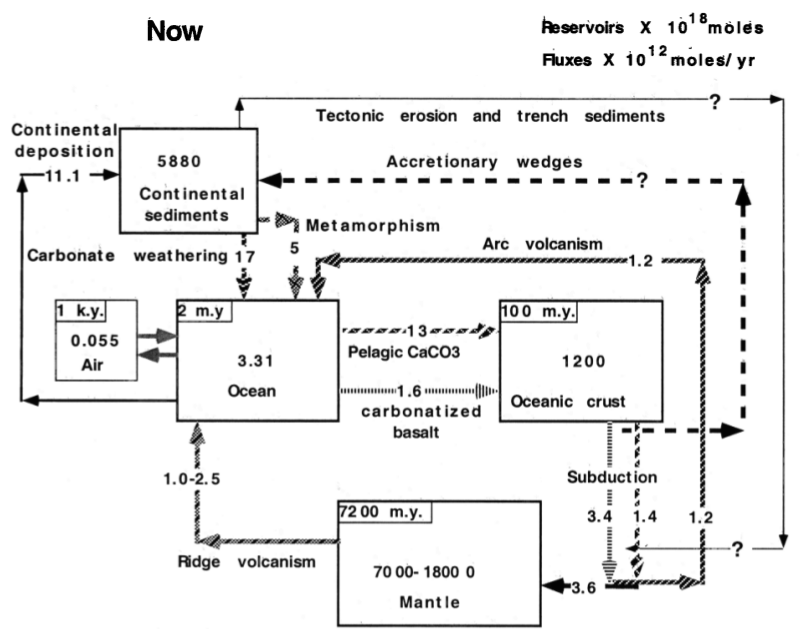 Now
Reservoirs X 10^18 moles
Fluxes X 10^12 moles/ yr
?
Tectonic erosion and trench sediments
Continental
deposition
11.1
5880
Continental
sediments
Accretionary wedges
?
Metamorphism
5
Carbonate weathering 17
Arc volcanism
1.2
1 k.y.
0.055
Air
2 m.y
3.31
Ocean
13
Pelagic CaCO3
1.6
carbonatized
basalt
100 m.y.
1200
Oceanic crust
1.0-2.5
Ridge volcanism
Subduction
3.4
1.4
1.2
?
7200 m.y.
7000-18000
Mantle
3.6